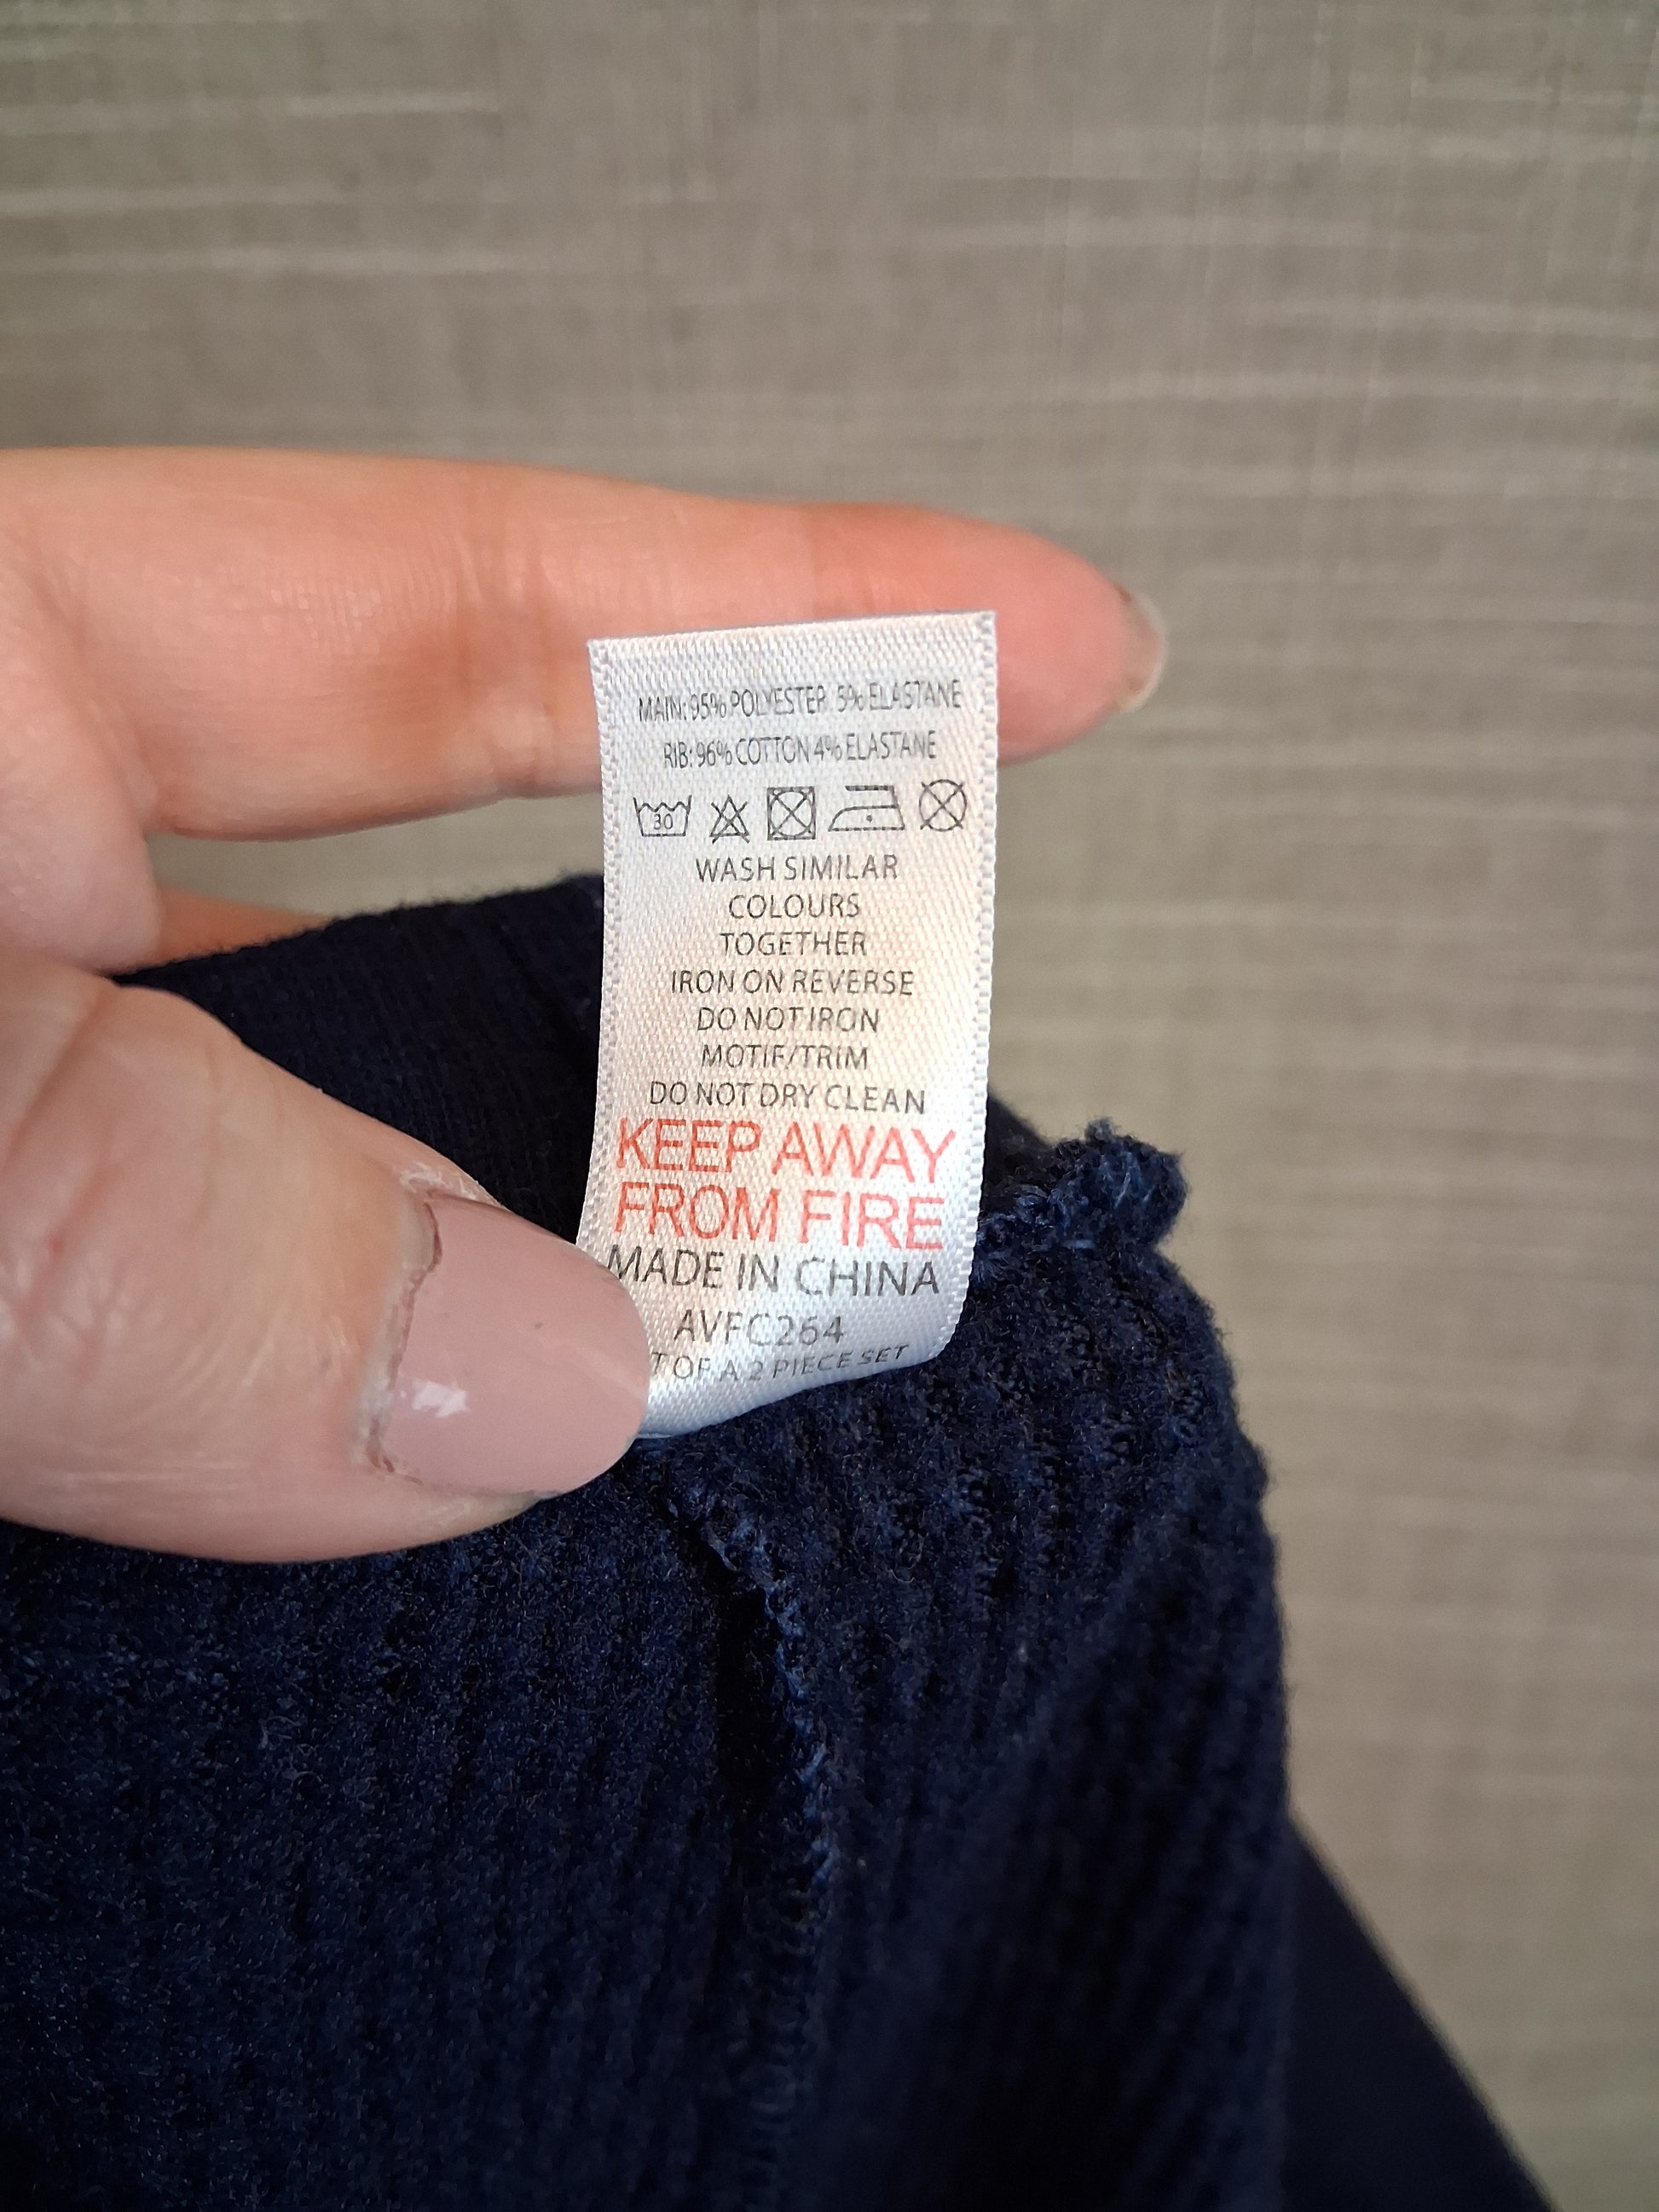 MAIN: 95% POLYESTER 5% ELASTANE
RIB: 96% COTTON 4% ELASTANE
30
WASH SIMILAR
COLOURS
TOGETHER
IRON ON REVERSE
DO NOT IRON
MOTIF/TRIM
DO NOT DRY CLEAN
KEEP AWAY
FROM FIRE
MADE IN CHINA
AVFC264
OF A 2 PIECE SET